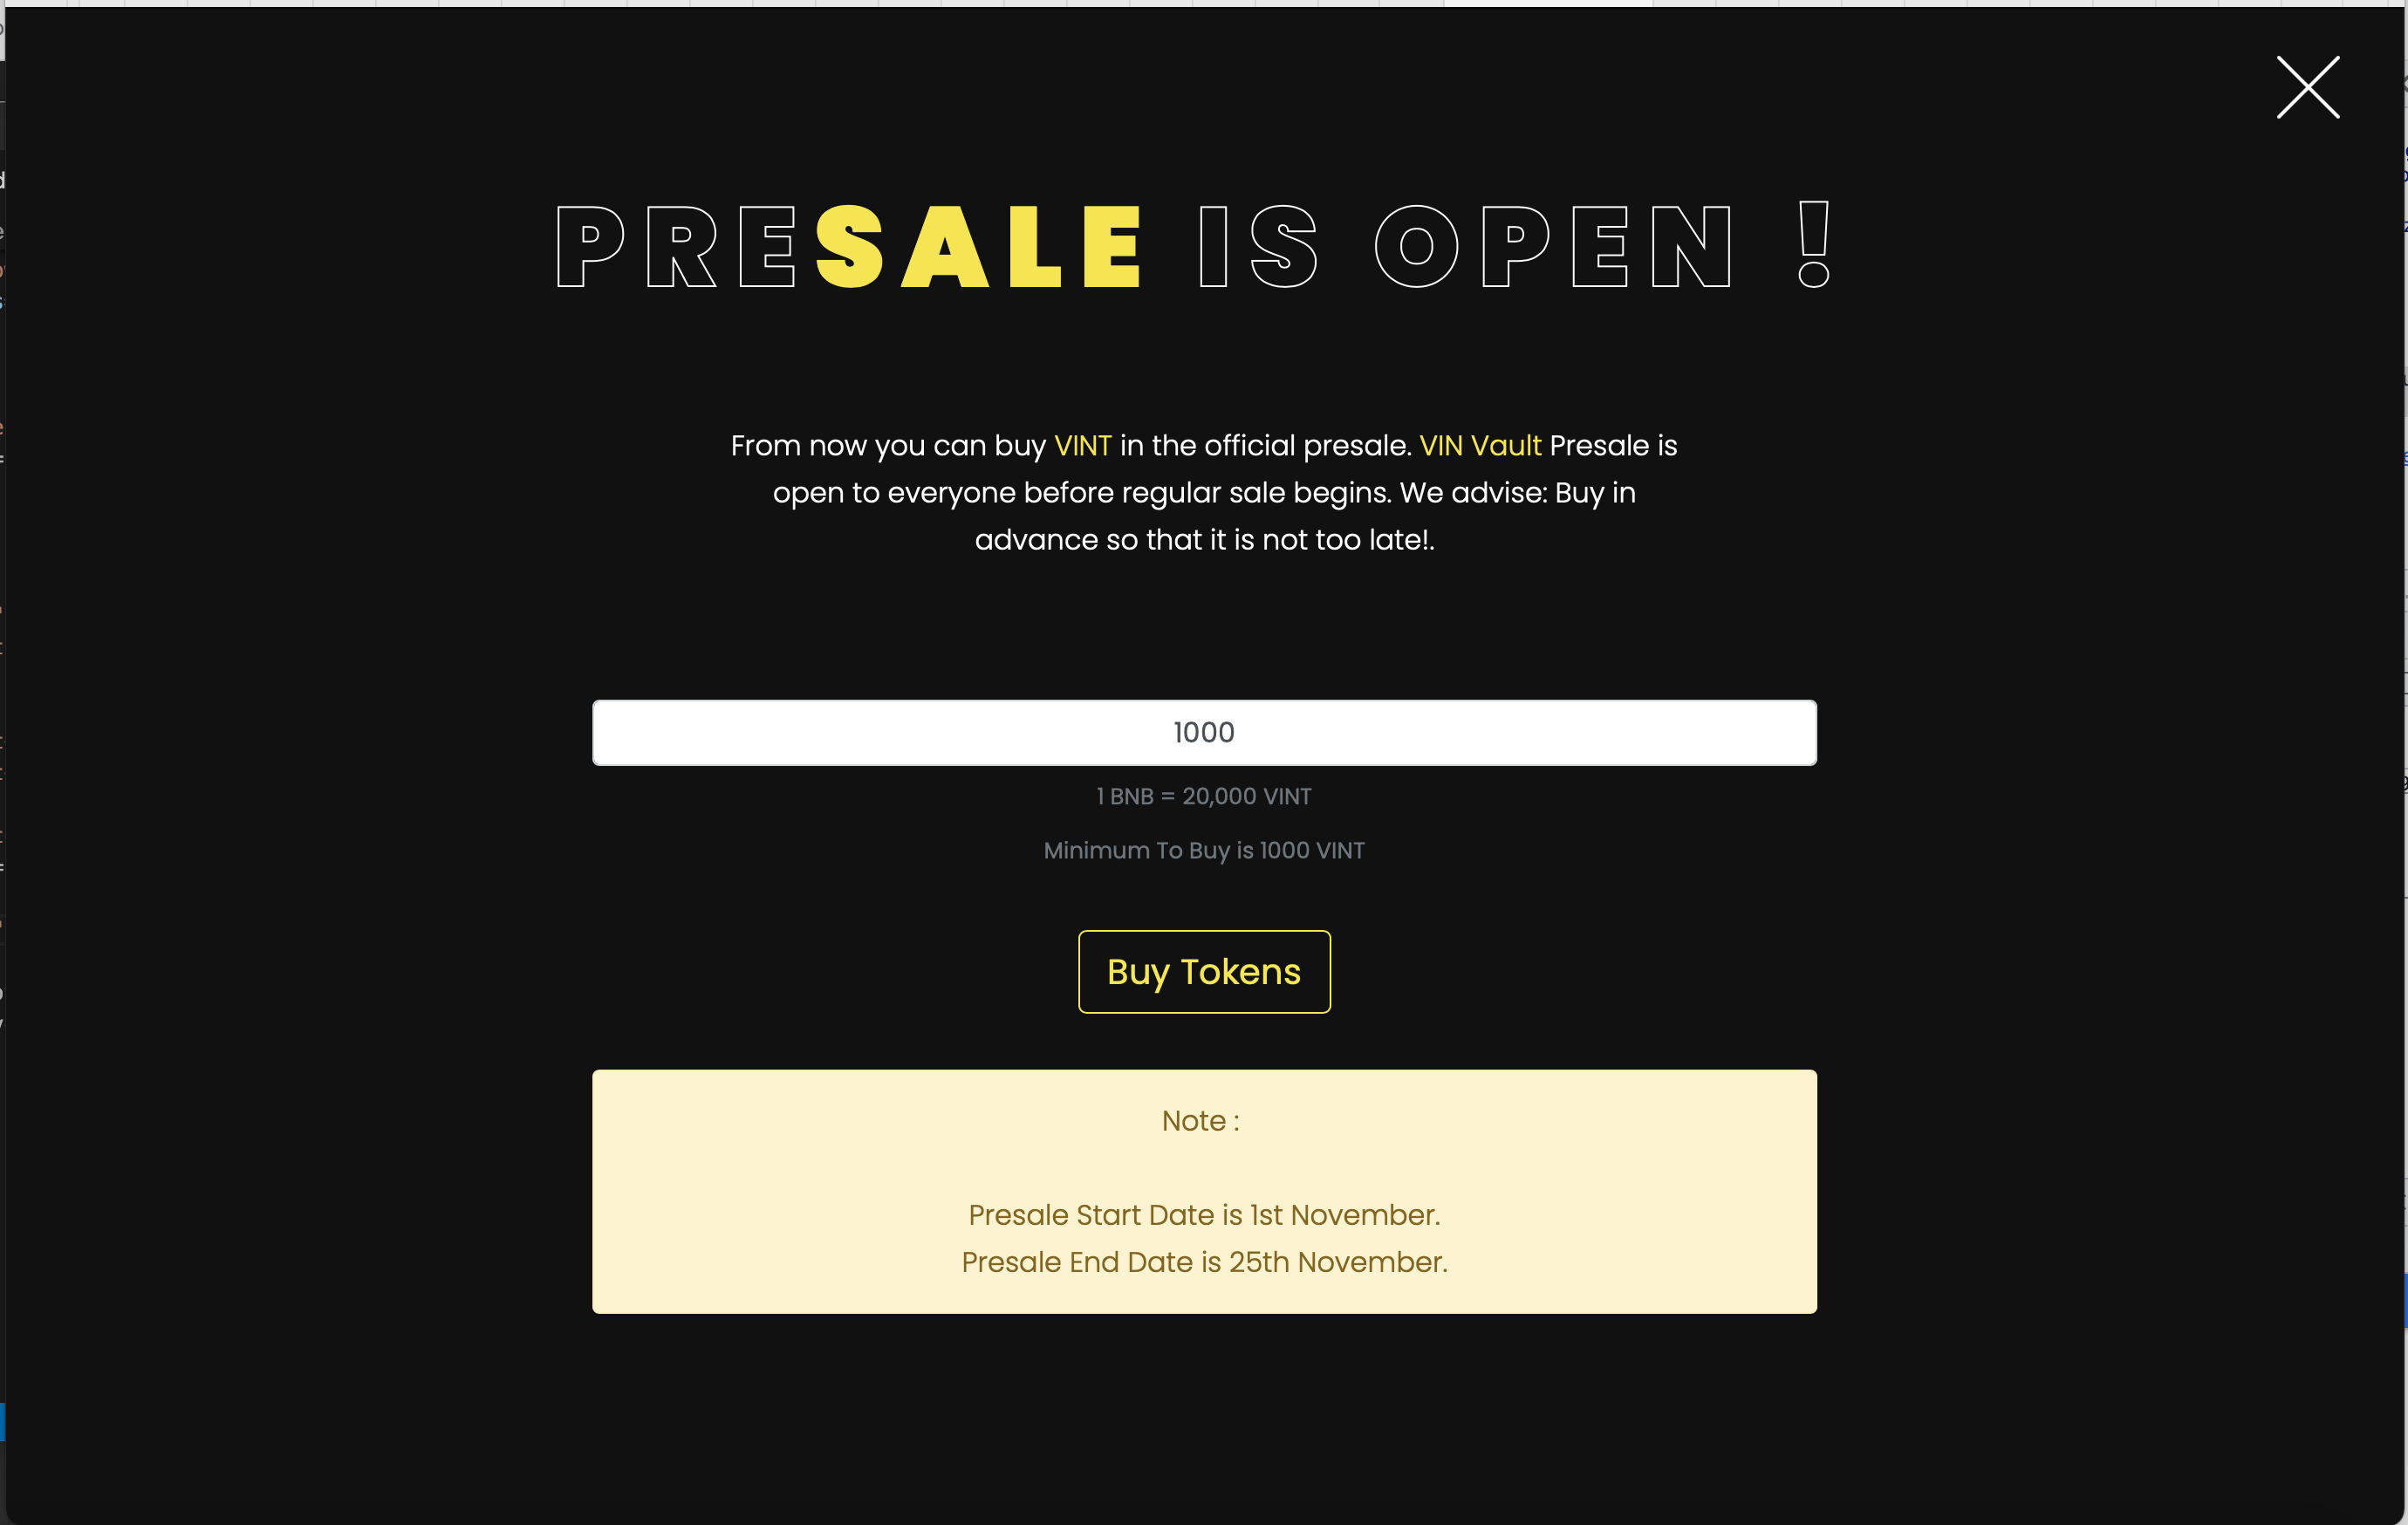 PRESALE IS OPEN !
From now you can buy VINT in the official presale. VIN Vault Presale is
open to everyone before regular sale begins. We advise: Buy in
advance so that it is not too late!.
1000
1 BNB = 20,000 VINT
Minimum To Buy is 1000 VINT
Buy Tokens
Note :
Presale Start Date is 1st November.
Presale End Date is 25th November.